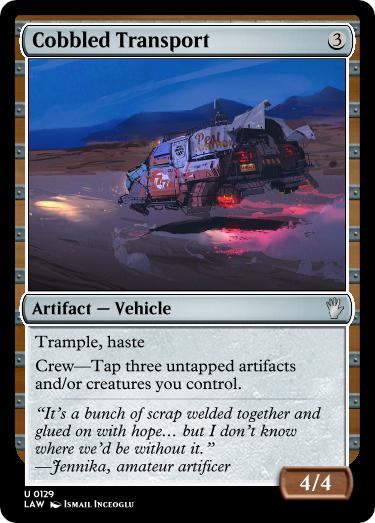 Cobbled Transport 3
Artifact — Vehicle
Trample, haste
Crew—Tap three untapped artifacts
and/or creatures you control.
“It’s a bunch of scrap welded together and
glued on with hope... but I don’t know
where we’d be without it.”
—Jennika, amateur artificer
4/4
U 0129
LAW Ismail Inceoglu